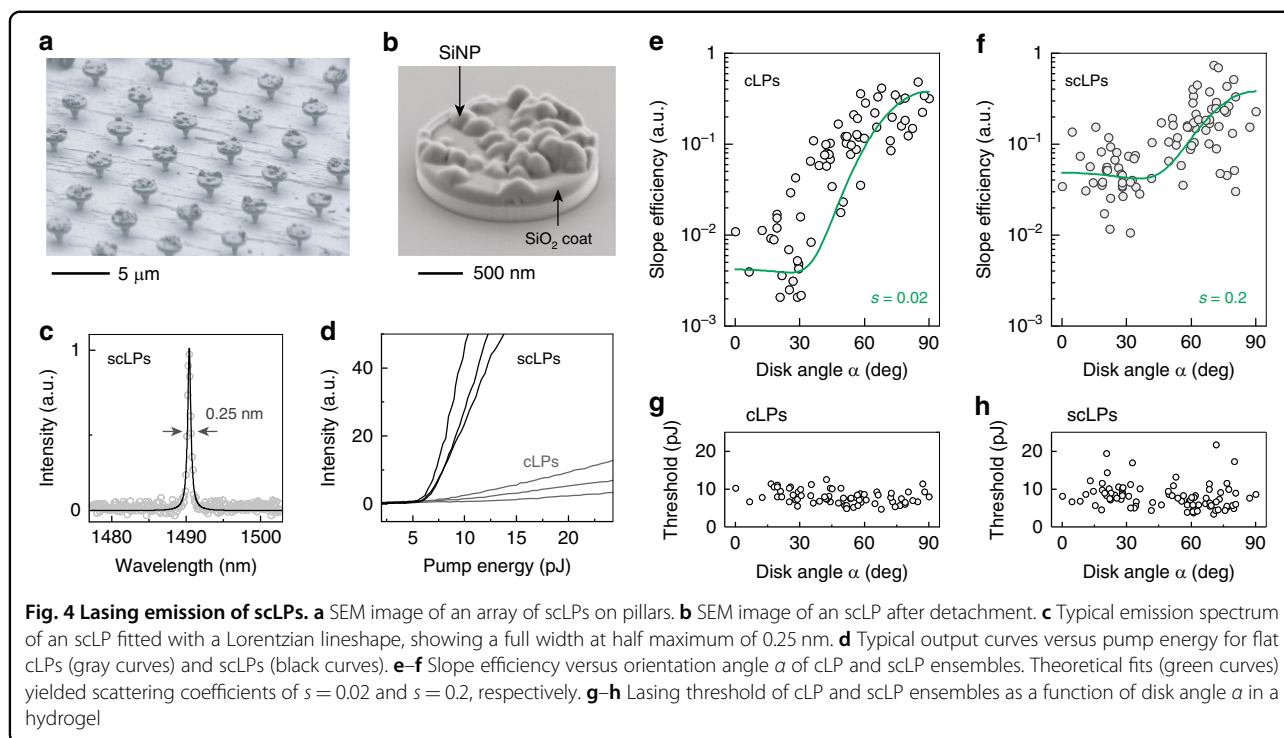 a
5 μm
b
SiNP
SiO₂ coat
500 nm
c
scLPs
0.25 nm
1
0
Intensity (a.u.)
1480
1490
1500
Wavelength (nm)
d
scLPs
cLPs
40
20
0
Intensity (a.u.)
5
10
15
20
Pump energy (pJ)
e
cLPs
1
10⁻¹
10⁻²
10⁻³
Slope efficiency (a.u.)
s = 0.02
0
30
60
90
Disk angle α (deg)
f
scLPs
1
10⁻¹
10⁻²
10⁻³
Slope efficiency (a.u.)
s = 0.2
0
30
60
90
Disk angle α (deg)
g
cLPs
20
10
0
Threshold (pJ)
0
30
60
90
Disk angle α (deg)
h
scLPs
20
10
0
Threshold (pJ)
0
30
60
90
Disk angle α (deg)
Fig. 4 Lasing emission of scLPs. a SEM image of an array of scLPs on pillars. b SEM image of an scLP after detachment. c Typical emission spectrum
of an scLP fitted with a Lorentzian lineshape, showing a full width at half maximum of 0.25 nm. d Typical output curves versus pump energy for flat
cLPs (gray curves) and scLPs (black curves). e–f Slope efficiency versus orientation angle α of cLP and scLP ensembles. Theoretical fits (green curves)
yielded scattering coefficients of s = 0.02 and s = 0.2, respectively. g–h Lasing threshold of cLP and scLP ensembles as a function of disk angle α in a
hydrogel